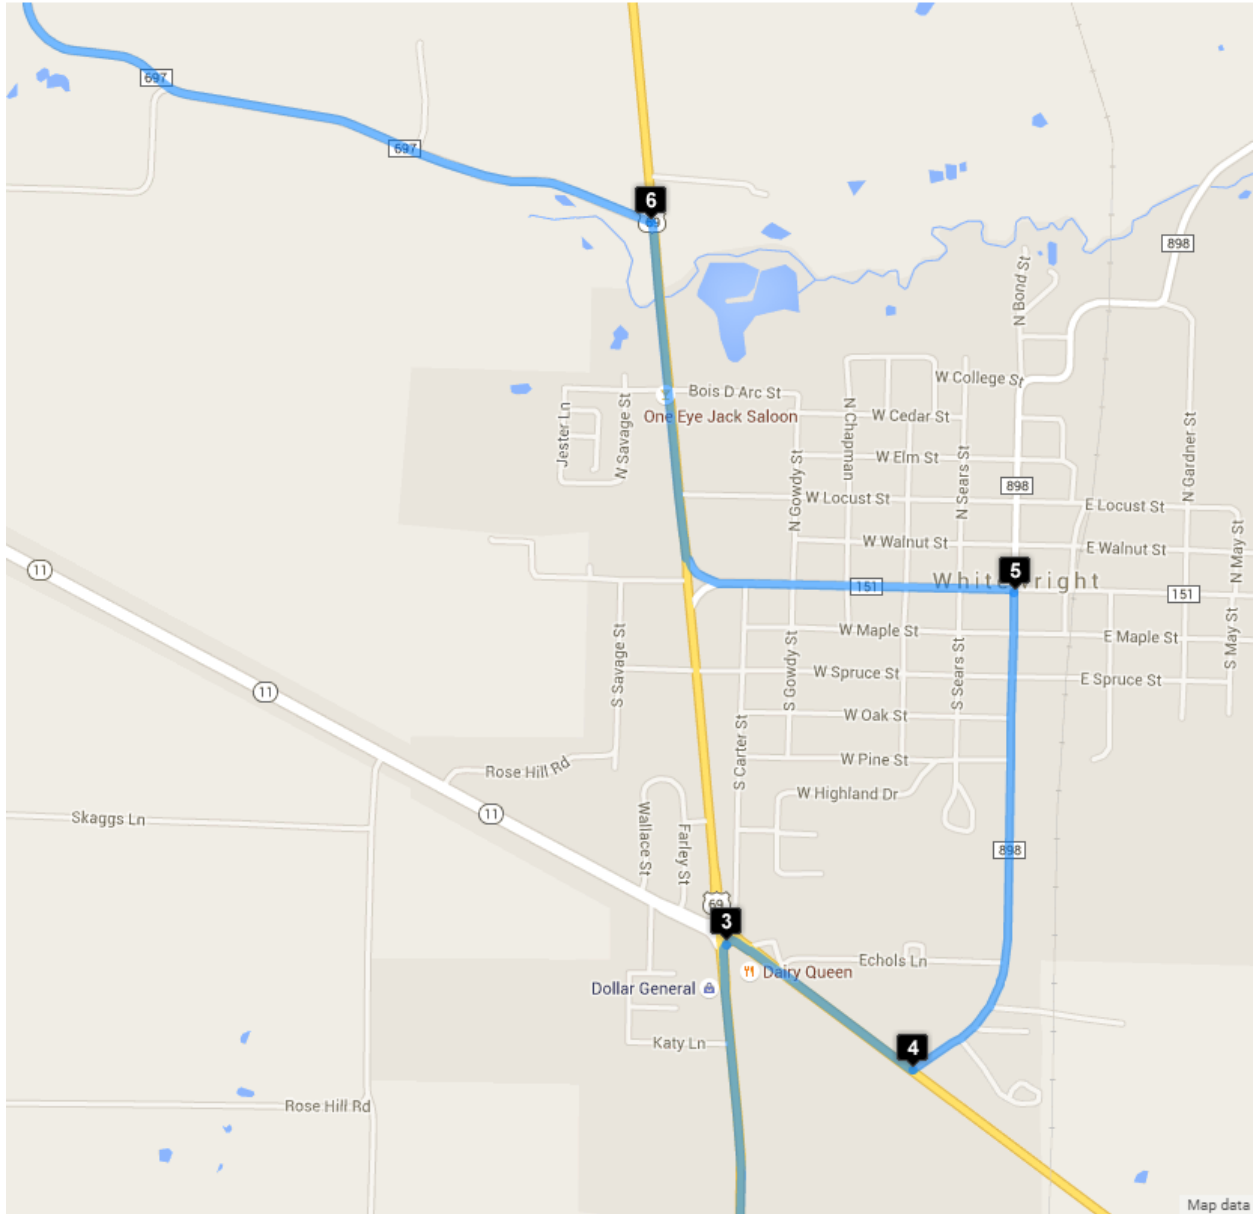 697
697
6
69
898
N Bond St
W College St
Bois D Arc St
One Eye Jack Saloon
N Chapman
W Cedar St
Jester Ln
N Savage St
N Gowdy St
W Elm St
N Sears St
N Gardner St
898
W Locust St
E Locust St
W Walnut St
E Walnut St
N May St
11
5
151
Whitewright
151
S Savage St
S Gowdy St
W Maple St
S Sears St
E Maple St
S May St
W Spruce St
E Spruce St
11
W Oak St
S Carter St
W Pine St
Rose Hill Rd
W Highland Dr
Skaggs Ln
11
Wallace St
Farley St
898
69
3
Echols Ln
Dairy Queen
Dollar General
Katy Ln
4
Rose Hill Rd
Map data